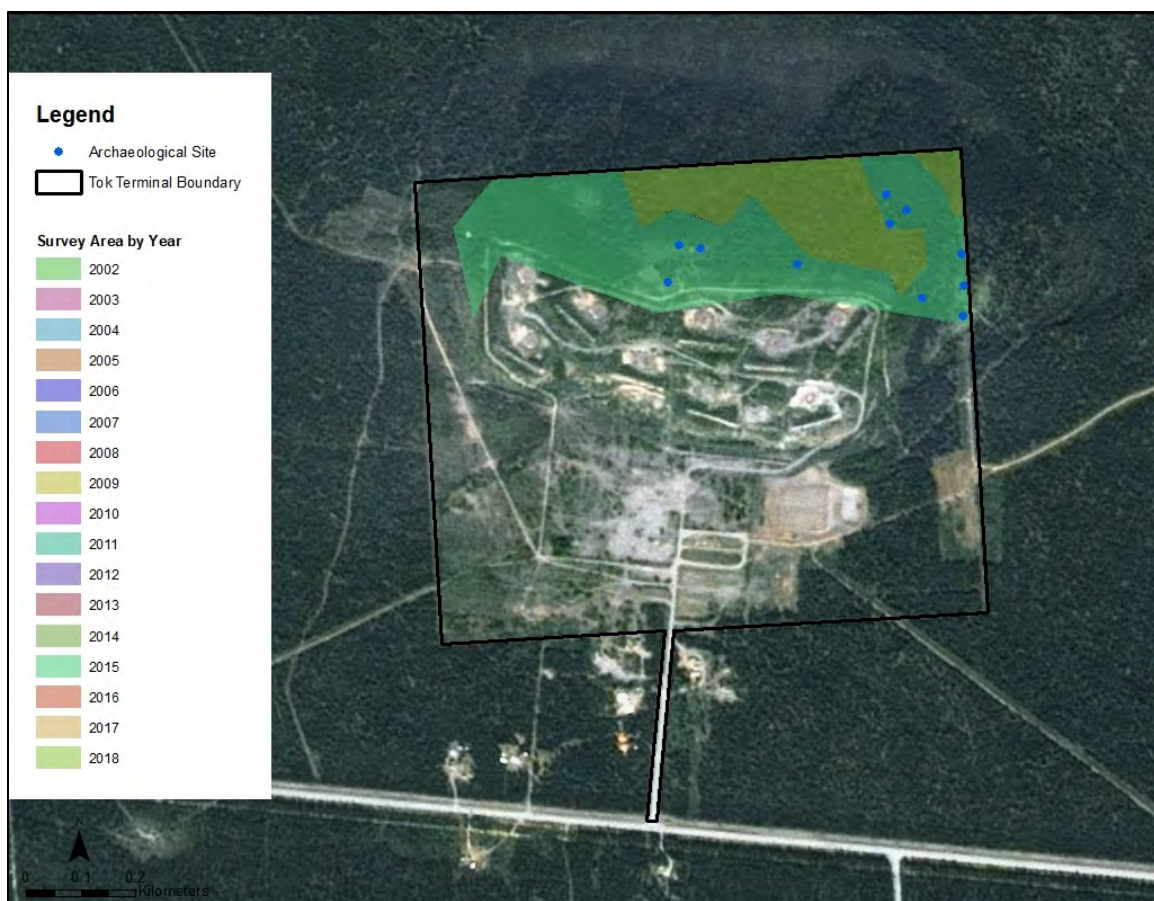 Legend
Archaeological Site
Tok Terminal Boundary
Survey Area by Year
2002
2003
2004
2005
2006
2007
2008
2009
2010
2011
2012
2013
2014
2015
2016
2017
2018
N
0 0.1 0.2
Kilometers